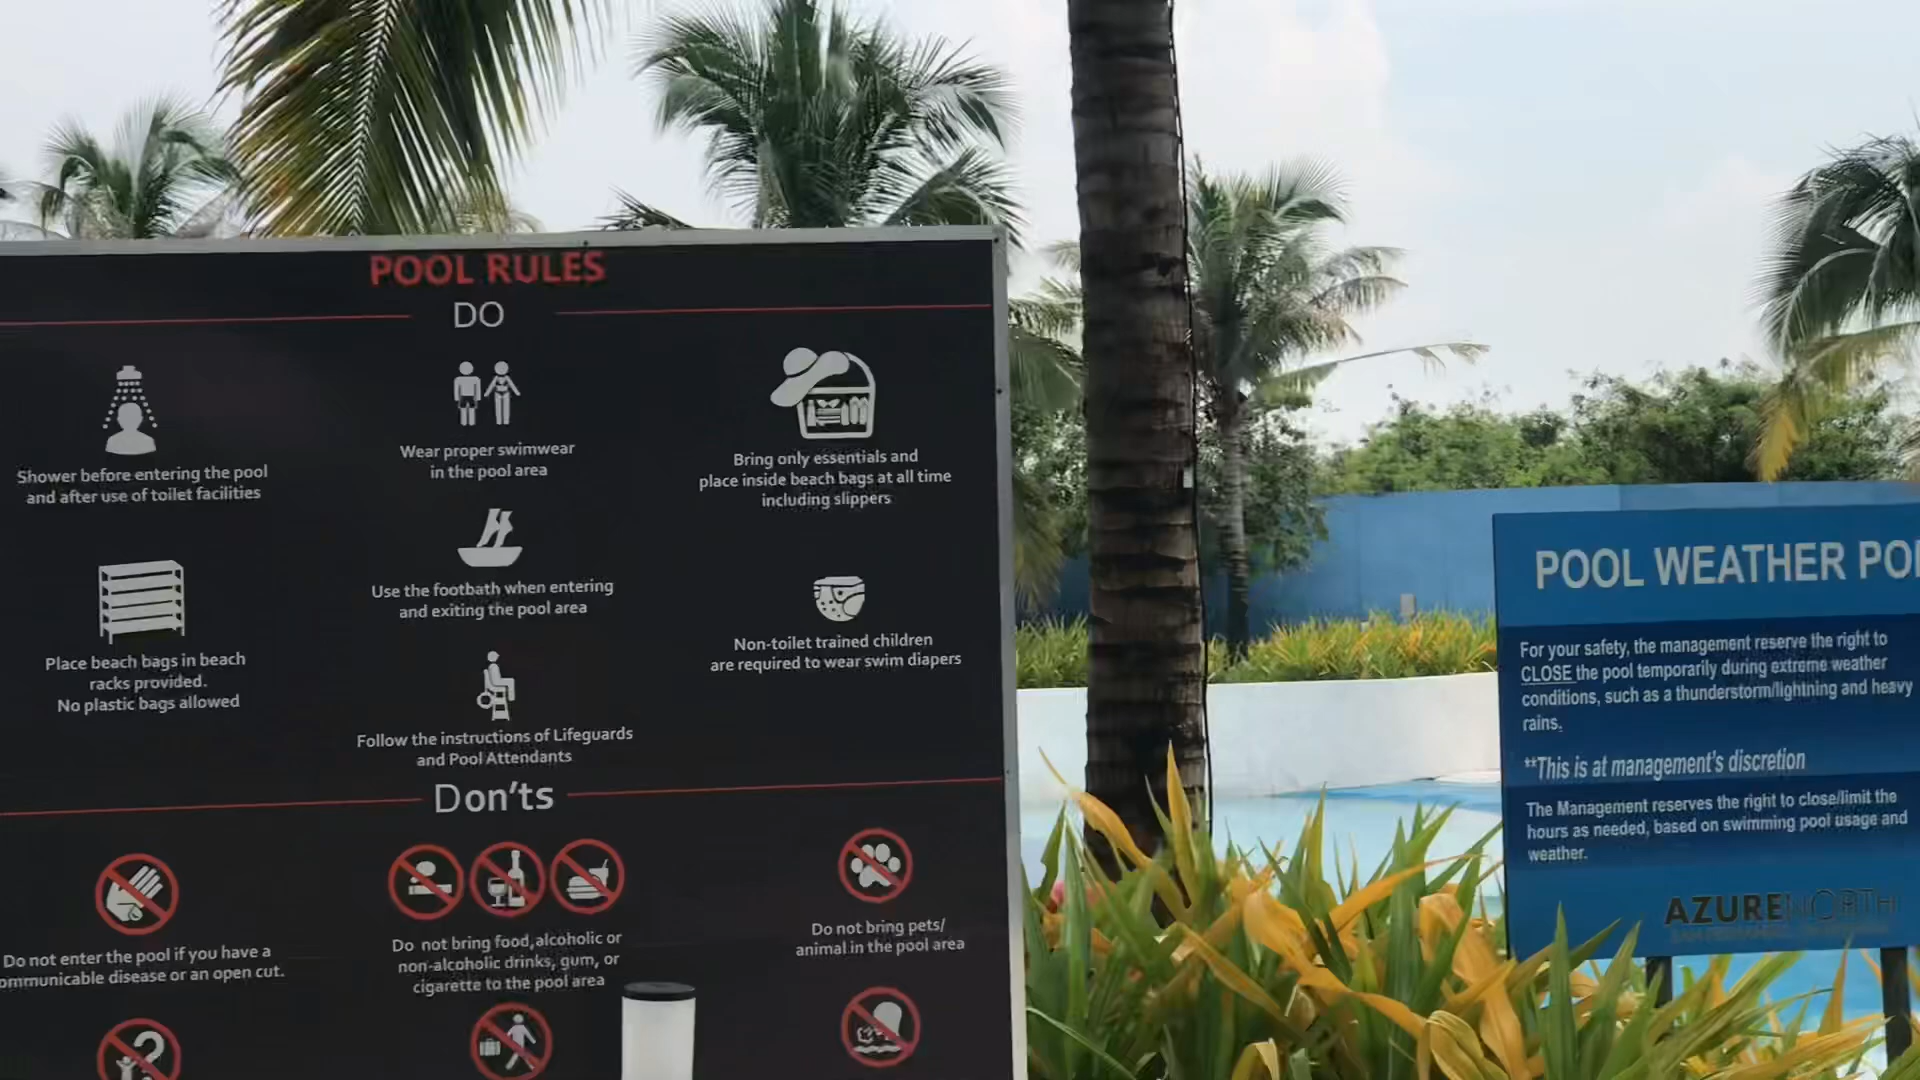 POOL RULES
DO
Shower before entering the pool
and after use of toilet facilities
Wear proper swimwear
in the pool area
Bring only essentials and
place inside beach bags at all time
including slippers
Place beach bags in beach
racks provided.
No plastic bags allowed
Use the footbath when entering
and exiting the pool area
Non-toilet trained children
are required to wear swim diapers
Follow the instructions of Lifeguards
and Pool Attendants
Don'ts
Do not enter the pool if you have a
disease or an open cut.
Do not bring food, alcoholic or
non-alcoholic drinks, gum, or
cigarette to the pool area
Do not bring pets/
animal in the pool area
POOL WEATHER
For your safety, the management reserve the right to
CLOSE the pool temporarily during extreme weather
conditions, such as a thunderstorm/lightning and heavy
rains.
**This is at management's discretion
The Management reserves the right to close/limit the
hours as needed, based on swimming pool usage and
weather.
AZURE NORTH